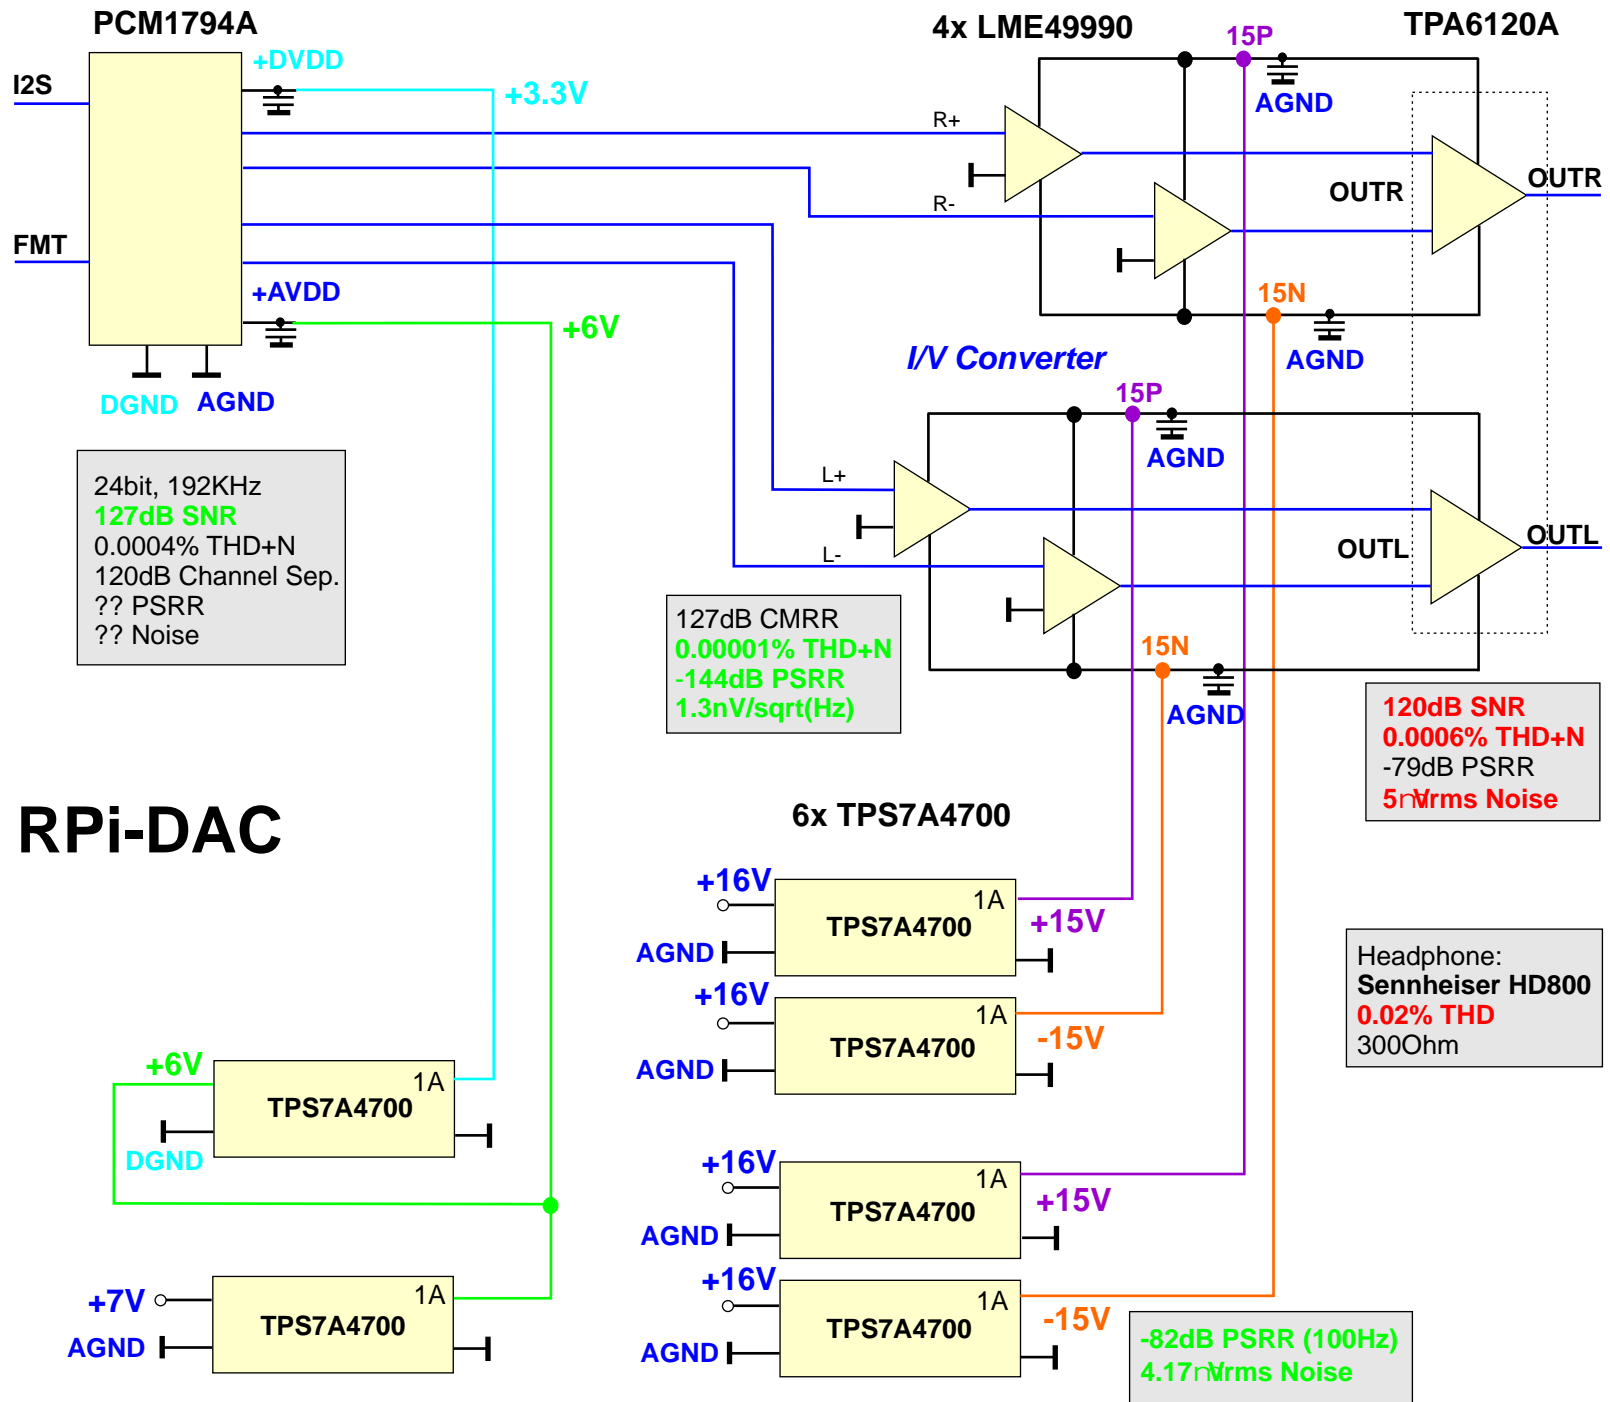 PCM1794A
4x LME49990
TPA6120A
15P
+DVDD
I2S
+3.3V
AGND
R+
OUTR
OUTR
R-
FMT
+AVDD
15N
+6V
AGND
I/V Converter
15P
DGND AGND
AGND
24bit, 192KHz
127dB SNR
0.0004% THD+N
120dB Channel Sep.
?? PSRR
?? Noise
L+
L-
OUTL
OUTL
127dB CMRR
0.00001% THD+N
-144dB PSRR
1.3nV/sqrt(Hz)
15N
AGND
120dB SNR
0.0006% THD+N
-79dB PSRR
rms Noise
RPi-DAC
6x TPS7A4700
+16V
1A
TPS7A4700
+15V
AGND
+16V
1A
TPS7A4700
-15V
AGND
Headphone:
Sennheiser HD800
0.02% THD
300Ohm
+6V
1A
TPS7A4700
DGND
+16V
1A
TPS7A4700
+15V
AGND
+16V
1A
TPS7A4700
-15V
AGND
+7V
1A
TPS7A4700
AGND
-82dB PSRR (100Hz)
rms Noise